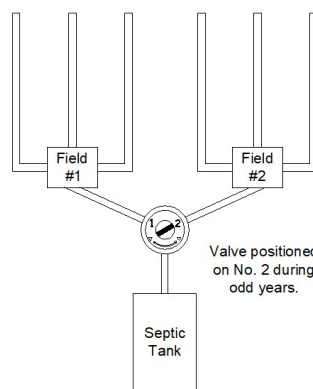 Field
#1
Field
#2
1 2
Valve positioned
on No. 2 during
odd years.
Septic
Tank